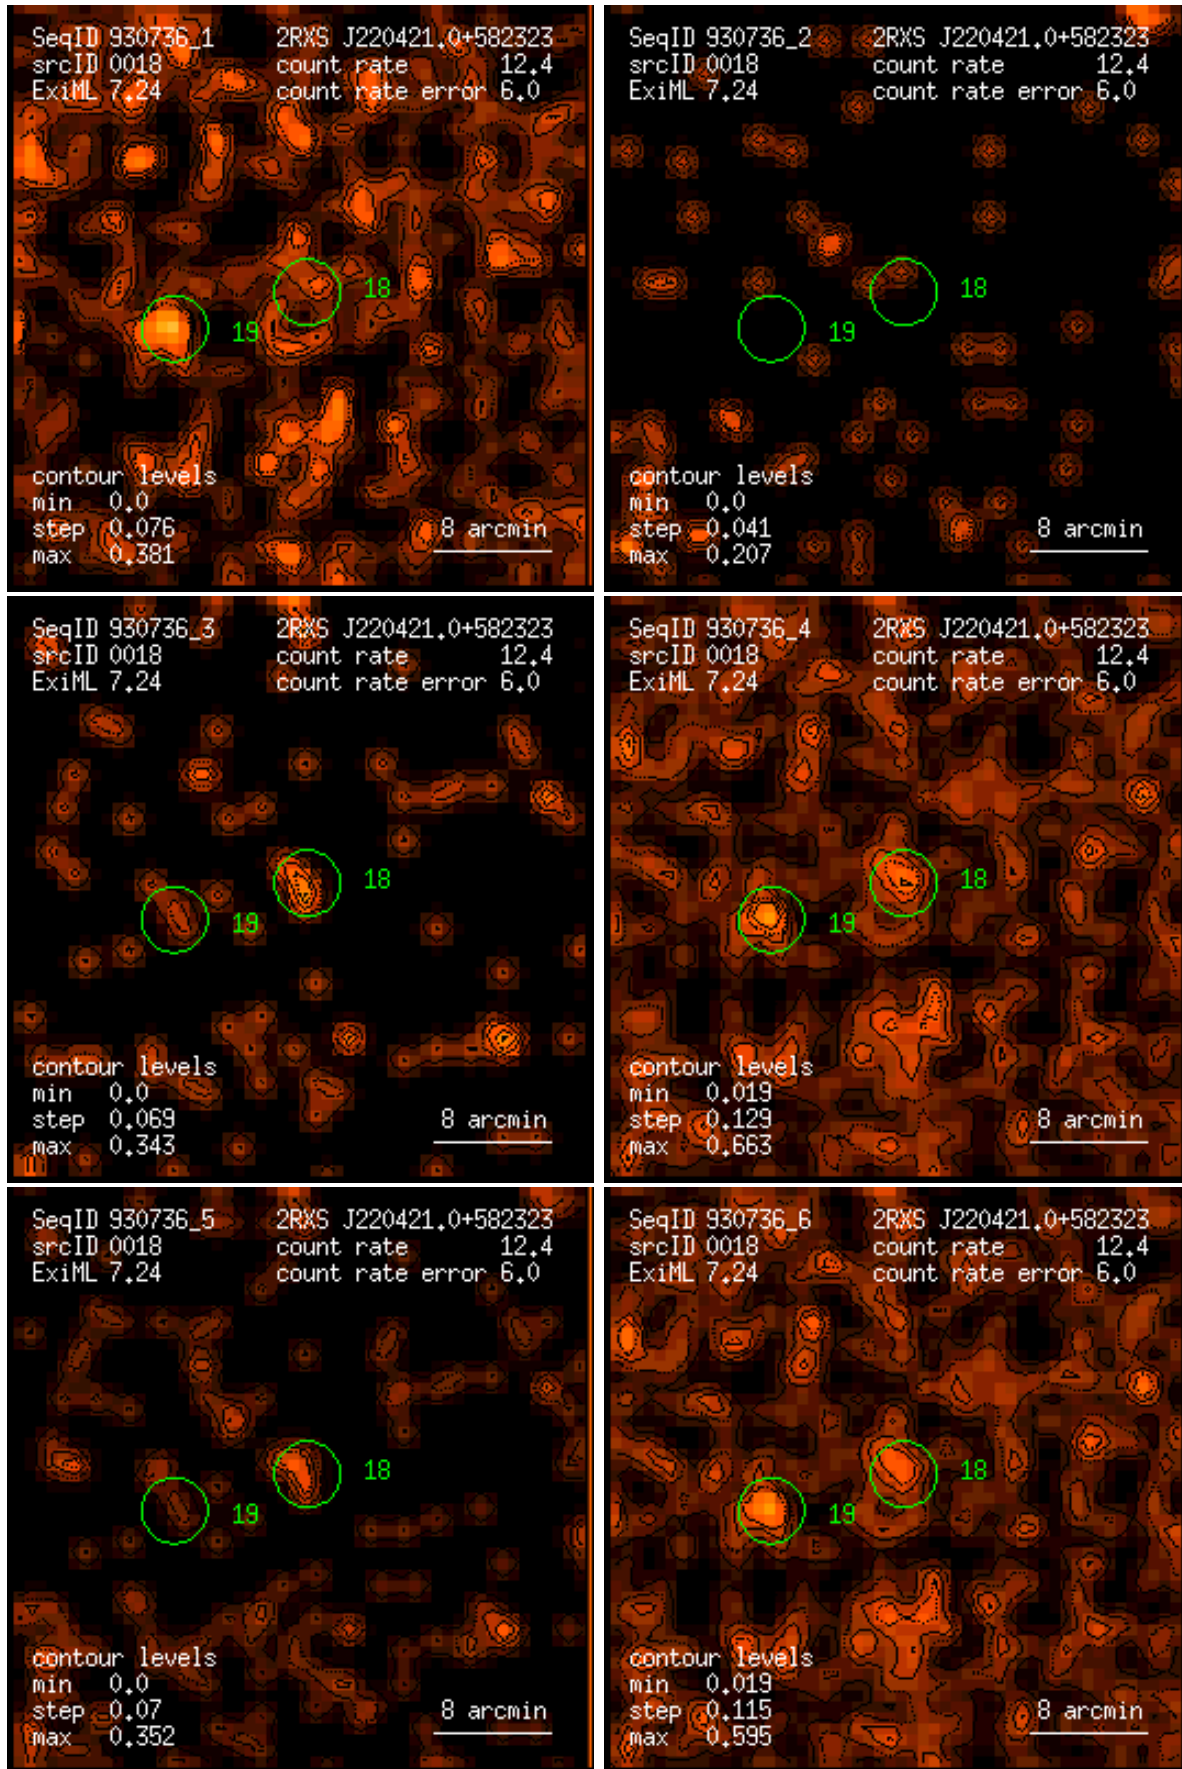 SeqID 930736_1 2RXS J220421.0+582323
srcID 0018 count rate 12.4
ExiML 7.24 count rate error 6.0
18
19
contour levels
min 0.0
step 0.076 8 arcmin
max 0.381
SeqID 930736_2 2RXS J220421.0+582323
srcID 0018 count rate 12.4
ExiML 7.24 count rate error 6.0
18
19
contour levels
min 0.0
step 0.041 8 arcmin
max 0.207
SeqID 930736_3 2RXS J220421.0+582323
srcID 0018 count rate 12.4
ExiML 7.24 count rate error 6.0
18
19
contour levels
min 0.0
step 0.069 8 arcmin
max 0.343
SeqID 930736_4 2RXS J220421.0+582323
srcID 0018 count rate 12.4
ExiML 7.24 count rate error 6.0
18
19
contour levels
min 0.019
step 0.129 8 arcmin
max 0.663
SeqID 930736_5 2RXS J220421.0+582323
srcID 0018 count rate 12.4
ExiML 7.24 count rate error 6.0
18
19
contour levels
min 0.0
step 0.07 8 arcmin
max 0.352
SeqID 930736_6 2RXS J220421.0+582323
srcID 0018 count rate 12.4
ExiML 7.24 count rate error 6.0
18
19
contour levels
min 0.019
step 0.115 8 arcmin
max 0.595